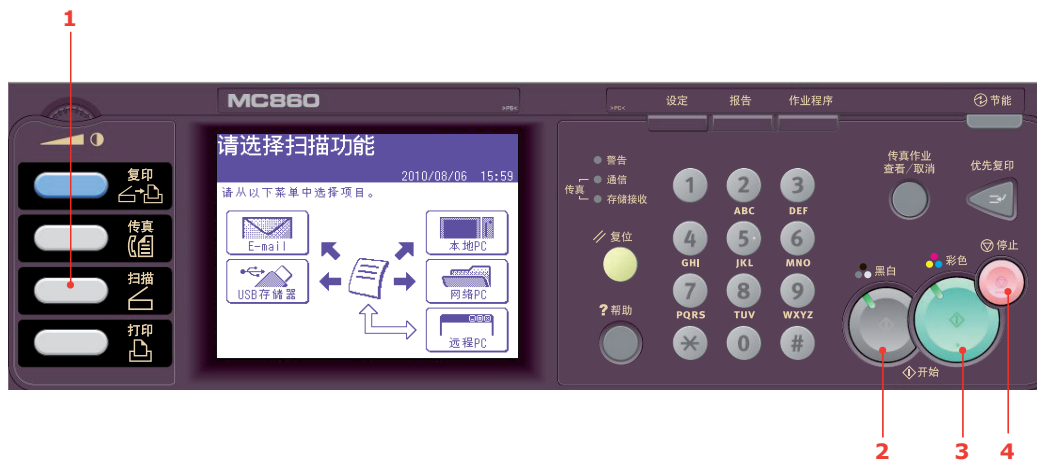 1
MC860
>PS<
>PC<
设定
报告
作业程序
节能
请选择扫描功能
2010/08/06 15:59
请从以下菜单中选择项目。
E-mail
本地PC
USB存储器
网络PC
远程PC
复印
传真
扫描
打印
警告
传真
通信
存储接收
复位
?帮助
1
2
ABC
3
DEF
4
GHI
5
JKL
6
MNO
7
PQRS
8
TUV
9
WXYZ
0
#
传真作业
查看/取消
优先复印
停止
彩色
黑白
开始
2
3
4